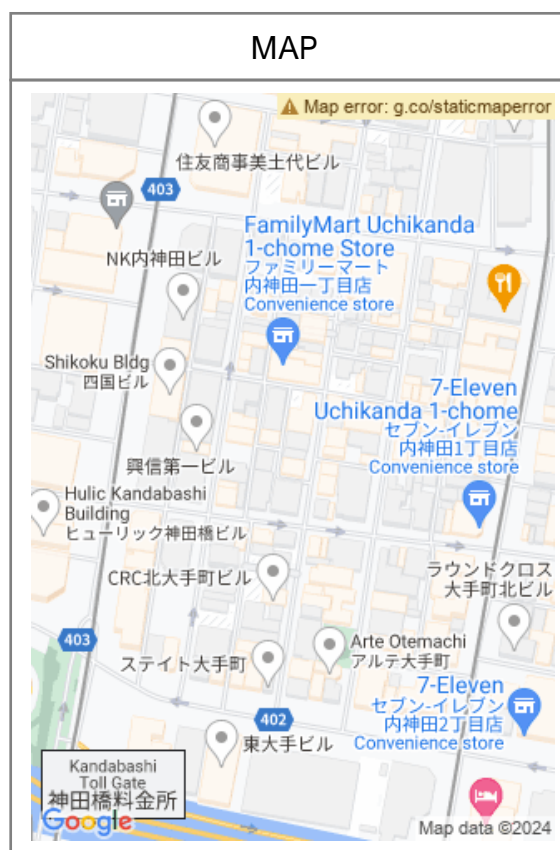 MAP
Map error: g.co/staticmaperror
住友商事美土代ビル
403
FamilyMart Uchikanda
1-chome Store
ファミリーマート
内神田一丁目店
Convenience store
NK内神田ビル
Shikoku Bldg
四国ビル
7-Eleven
Uchikanda 1-chome
セブン-イレブン
内神田1丁目店
Convenience store
興信第一ビル
Hulic Kandabashi
Building
ヒューリック神田橋ビル
CRC北大手町ビル
ラウンドクロス
大手町北ビル
403
Arte Otemachi
アルテ大手町
ステイト大手町
7-Eleven
セブン-イレブン
内神田2丁目店
Convenience store
402
東大手ビル
Kandabashi
Toll Gate
神田橋料金所
Google
Map data ©2024